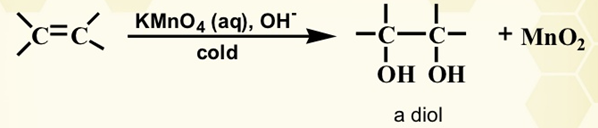 KMnO₄ (aq), OH⁻
C=C
cold
C—C
+ MnO₂
OH OH
a diol